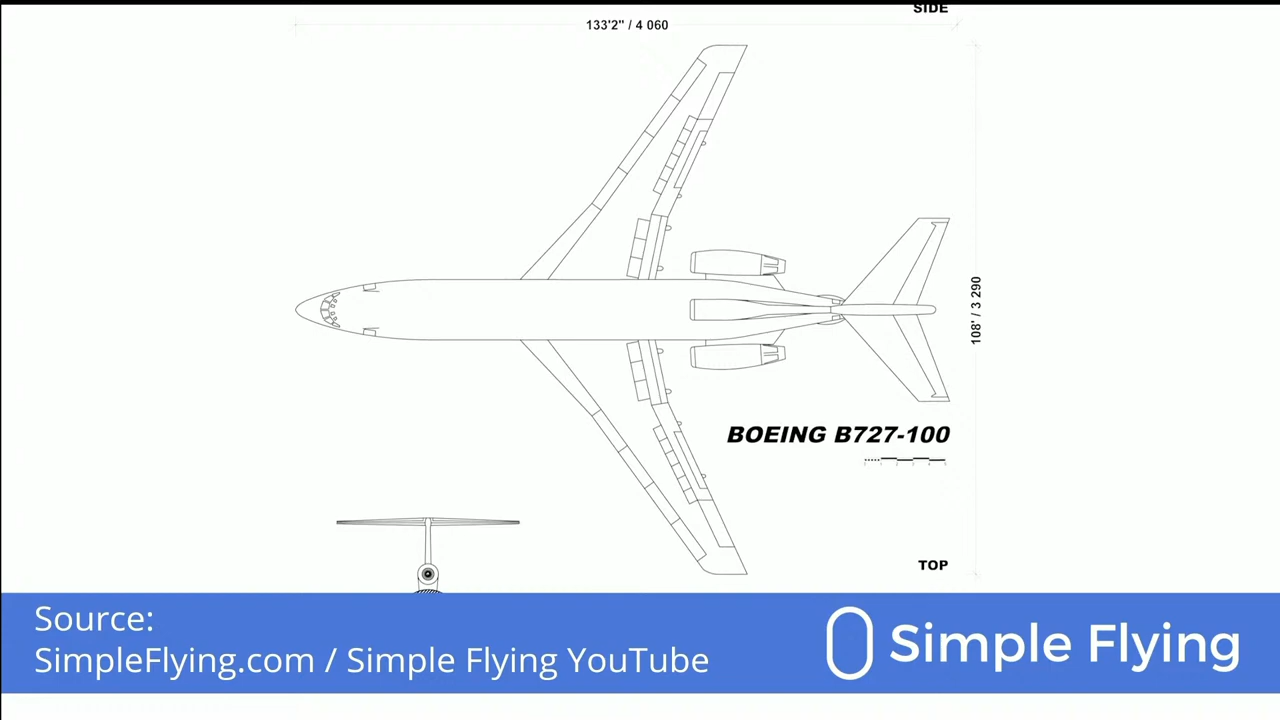 SIDE
133'2" / 4 060
108' / 3 290
BOEING B727-100
TOP
Source:
SimpleFlying.com / Simple Flying YouTube
Simple Flying